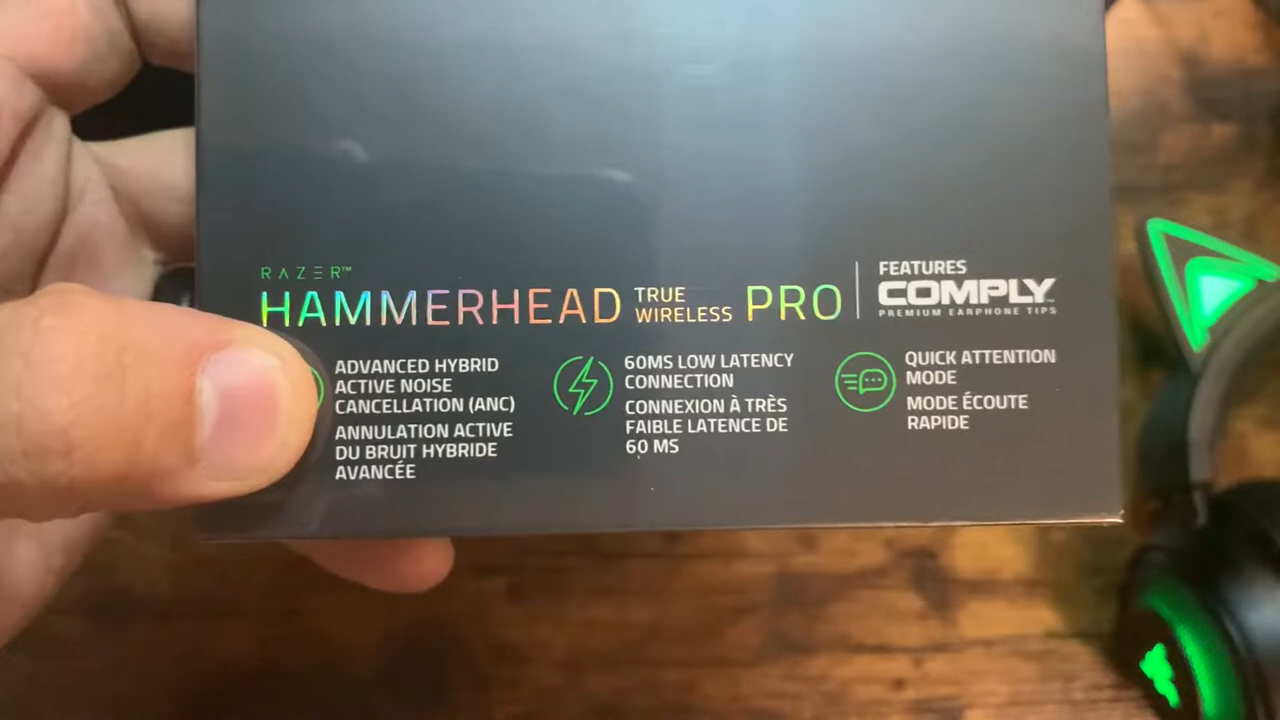 RAZER™
HAMMERHEAD TRUE WIRELESS PRO
FEATURES
COMPLY™
PREMIUM EARPHONE TIPS
ADVANCED HYBRID
ACTIVE NOISE
CANCELLATION (ANC)
ANNULATION ACTIVE
DU BRUIT HYBRIDE
AVANCÉE
60MS LOW LATENCY
CONNECTION
CONNEXION À TRÈS
FAIBLE LATENCE DE
60 MS
QUICK ATTENTION
MODE
MODE ÉCOUTE
RAPIDE